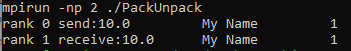 mpirun -np 2 ./PackUnpack
rank 0 send:10.0 My Name 1
rank 1 receive:10.0 My Name 1